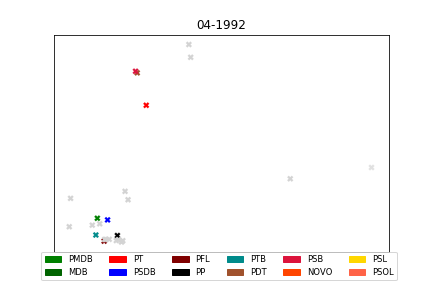 04-1992
PMDB PT PFL PTB PSB PSL
MDB PSDB PP PDT NOVO PSOL